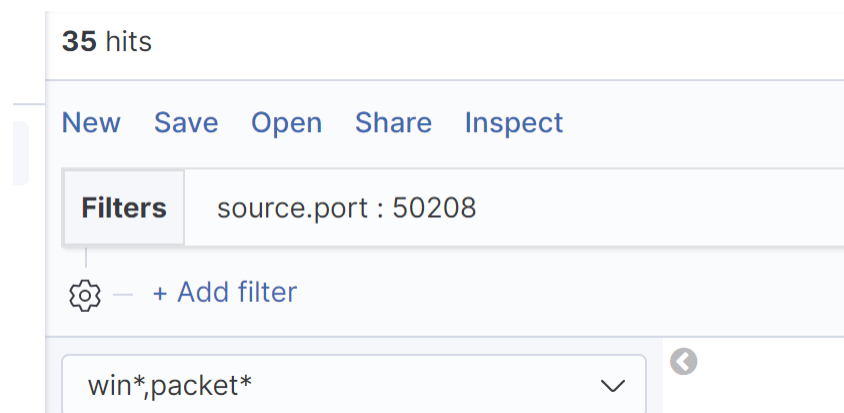 35 hits
New Save Open Share Inspect
Filters source.port : 50208
+ Add filter
win*,packet*